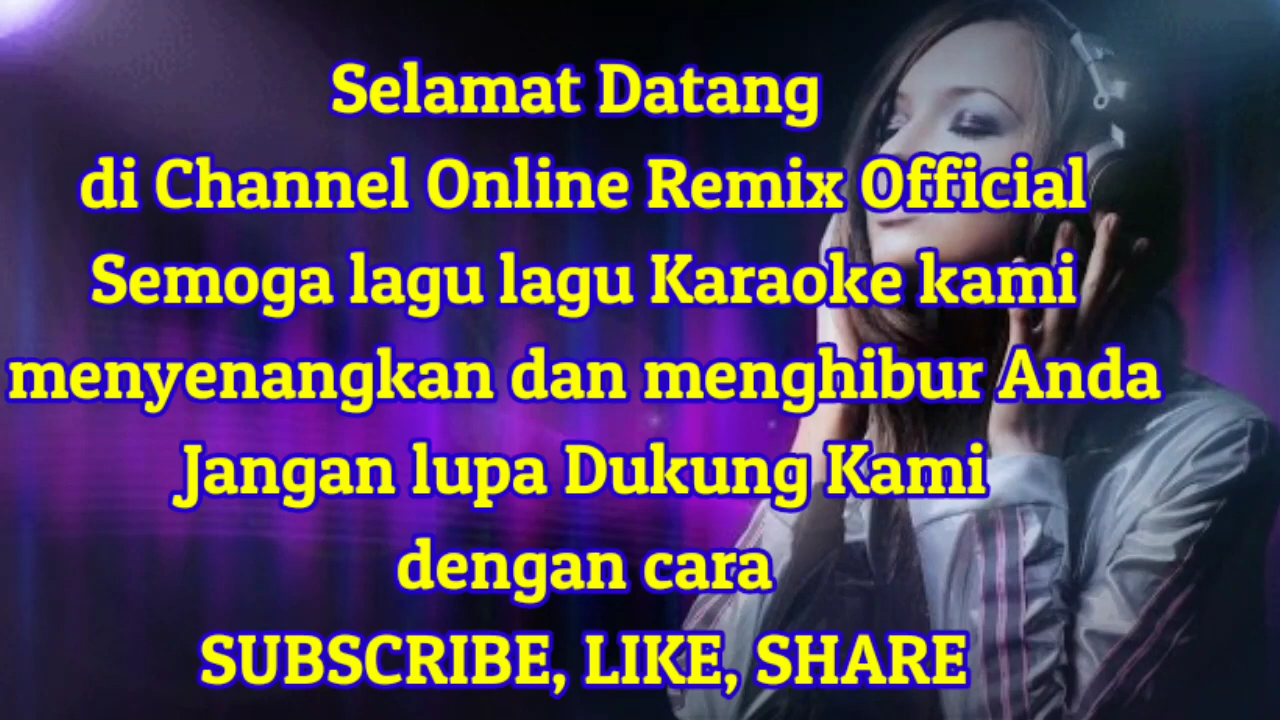 Selamat Datang
di Channel Online Remix Official
Semoga lagu lagu Karaoke kami
menyenangkan dan menghibur Anda
Jangan lupa Dukung Kami
dengan cara
SUBSCRIBE, LIKE, SHARE